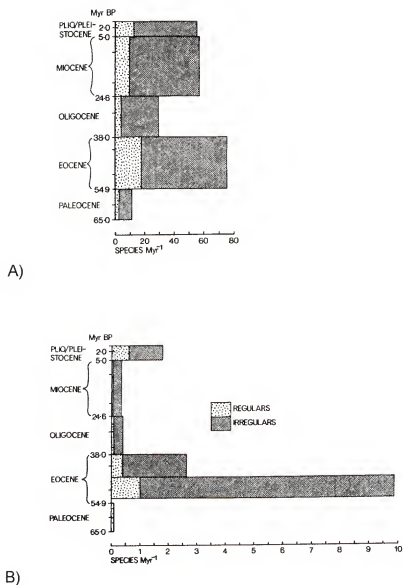 Myr BP
PLIO/PLEI-
STOCENE
2·0
5·0
MIOCENE
24·6
OLIGOCENE
38·0
EOCENE
54·9
PALEOCENE
65·0
0 20 40 60 80
SPECIES Myr⁻¹
A)
Myr BP
PLIO/PLEI-
STOCENE
2·0
5·0
MIOCENE
24·6
OLIGOCENE
38·0
EOCENE
54·9
PALEOCENE
65·0
REGULARS
IRREGULARS
0 1 2 3 4 5 6 7 8 9 10
SPECIES Myr⁻¹
B)